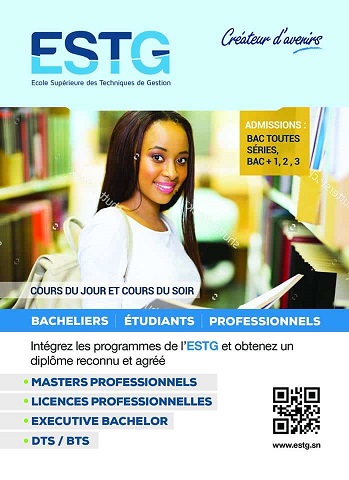 ESTG
Ecole Supérieure des Techniques de Gestion
Créateur d'avenirs
ADMISSIONS :
BAC TOUTES
SÉRIES,
BAC + 1, 2 , 3
COURS DU JOUR ET COURS DU SOIR
BACHELIERS | ÉTUDIANTS | PROFESSIONNELS
Intégrez les programmes de l'ESTG et obtenez un
diplôme reconnu et agréé
• MASTERS PROFESSIONNELS
• LICENCES PROFESSIONNELLES
• EXECUTIVE BACHELOR
• DTS / BTS
www.estg.sn